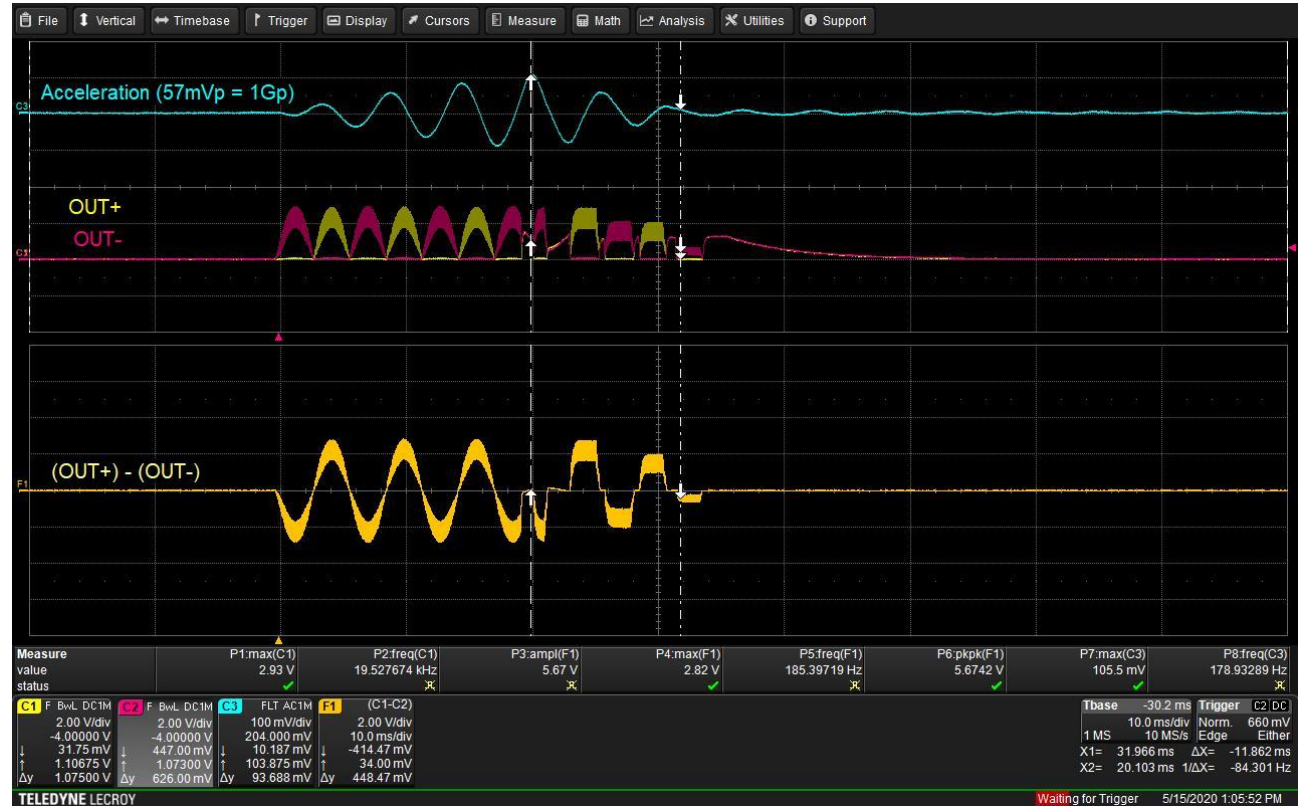 File Vertical Timebase Trigger Display Cursors Measure Math Analysis Utilities Support
Acceleration (57mVp = 1Gp)
C3
OUT+
OUT-
(OUT+) - (OUT-)
F1
Measure P1:max(C1) P2:freq(C1) P3:ampl(F1) P4:max(F1) P5:freq(F1) P6:pkpk(F1) P7:max(C3) P8:freq(C3)
value 2.93 V 19.527674 kHz 5.67 V 2.82 V 185.39719 Hz 5.6742 V 105.5 mV 178.93289 Hz
status
C1 F BwL DC1M C2 F BwL DC1M C3 FLT AC1M F1 (C1-C2) Tbase -30.2 ms Trigger C2 DC
2.00 V/div 2.00 V/div 100 mV/div 2.00 V/div 10.0 ms/div Norm. 660 mV
-4.00000 V -4.00000 V 204.000 mV 10.0 ms/div 1 MS 10 MS/s Edge Either
↓ 31.75 mV ↓ 447.00 mV ↓ 10.187 mV ↓ -414.47 mV X1= 31.966 ms ΔX= -11.862 ms
↑ 1.10675 V ↑ 1.07300 V ↑ 103.875 mV ↑ 34.00 mV X2= 20.103 ms 1/ΔX= -84.301 Hz
Δy 1.07500 V Δy 626.00 mV Δy 93.688 mV Δy 448.47 mV
TELEDYNE LECROY Waiting for Trigger 5/15/2020 1:05:52 PM